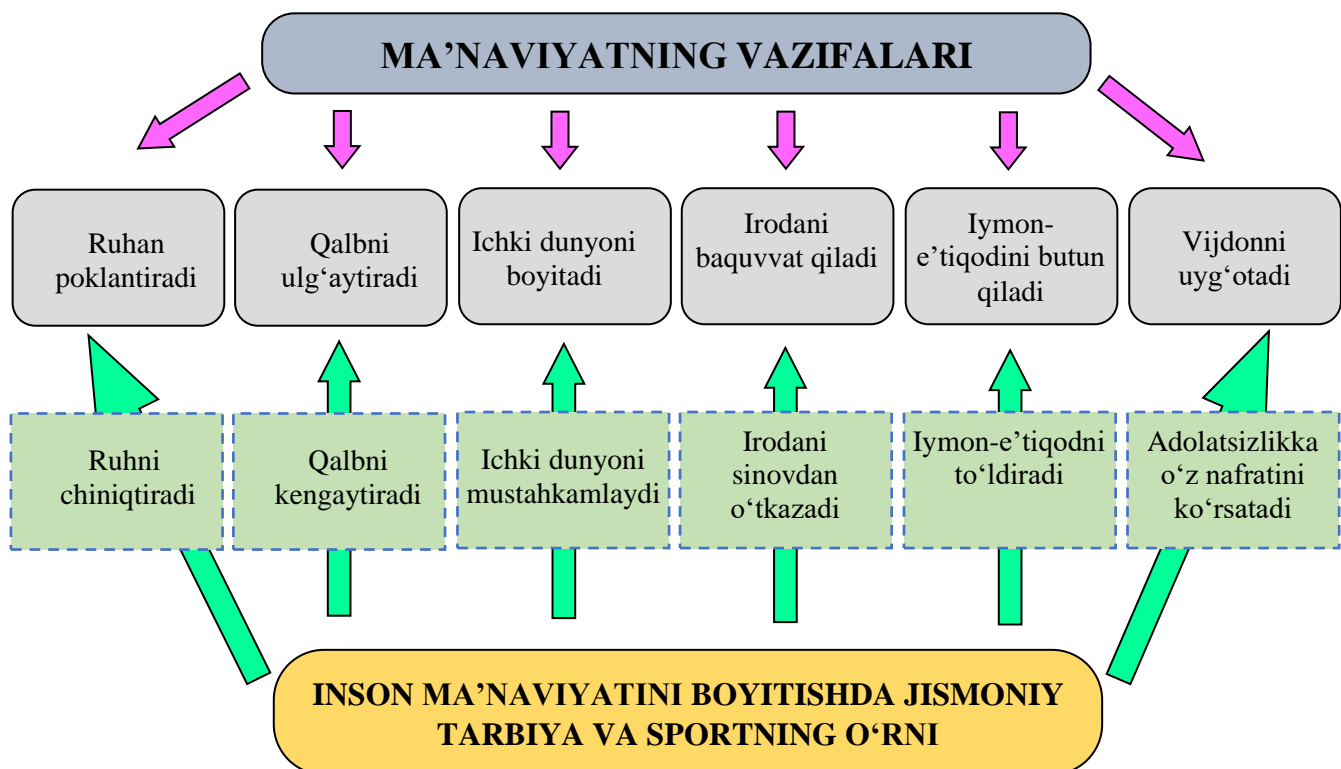 MA’NAVIYATNING VAZIFALARI
Ruhan
poklantiradi
Qalbni
ulg‘aytiradi
Ichki dunyoni
boyitadi
Irodani
baquvvat qiladi
Iymon-
e’tiqodini butun
qiladi
Vijdonni
uyg‘otadi
Ruhni
chiniqtiradi
Qalbni
kengaytiradi
Ichki dunyoni
mustahkamlaydi
Irodani
sinovdan
o‘tkazadi
Iymon-e’tiqodni
to‘ldiradi
Adolatsizlikka
o‘z nafratini
ko‘rsatadi
INSON MA’NAVIYATINI BOYITISHDA JISMONIY
TARBIYA VA SPORTNING O‘RNI